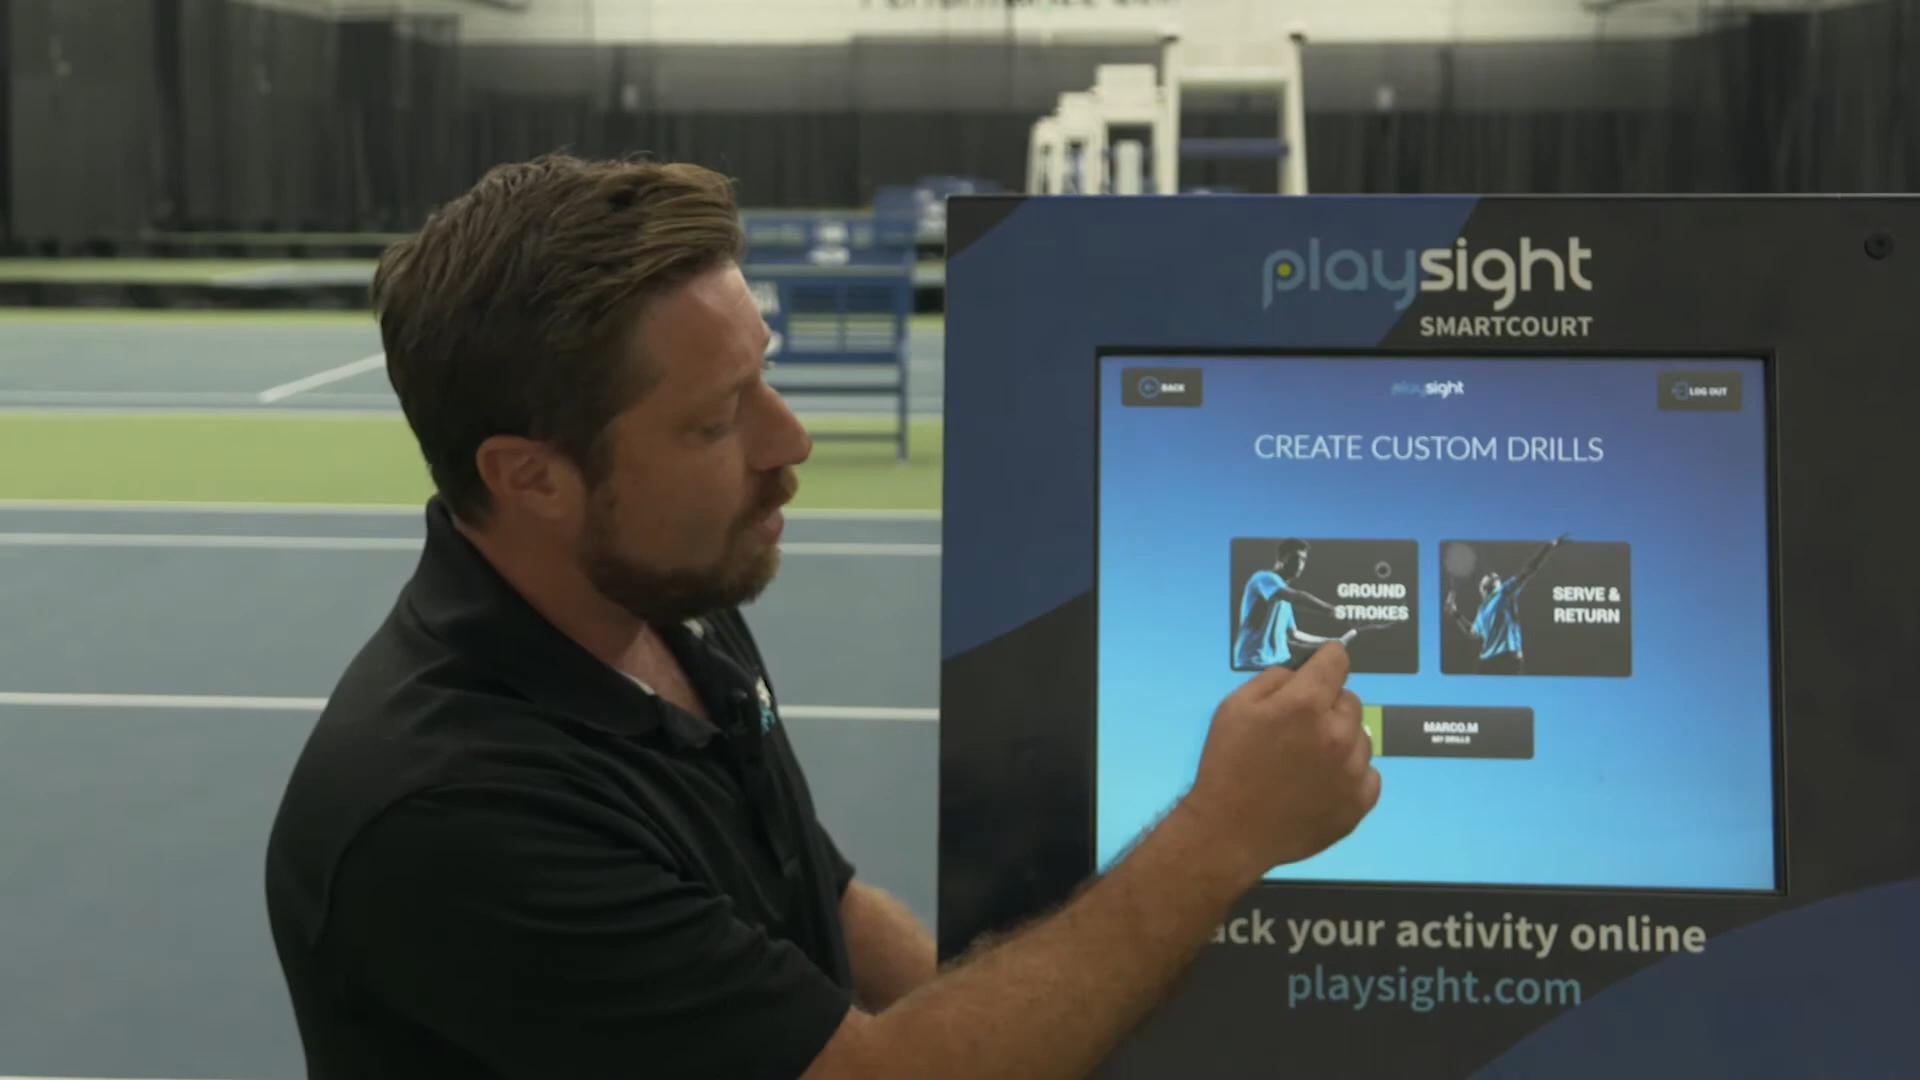 playsight
SMARTCOURT
BACK
playsight
LOG OUT
CREATE CUSTOM DRILLS
GROUND
STROKES
SERVE &
RETURN
MARCO.M
MY DRILLS
ack your activity online
playsight.com